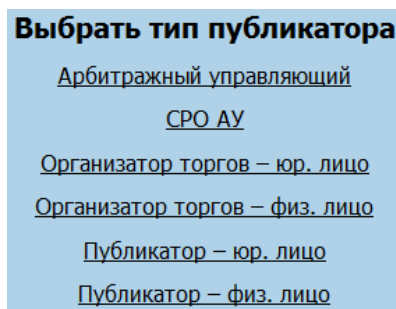 Выбрать тип публикатора
Арбитражный управляющий
СРО АУ
Организатор торгов – юр. лицо
Организатор торгов – физ. лицо
Публикатор – юр. лицо
Публикатор – физ. лицо